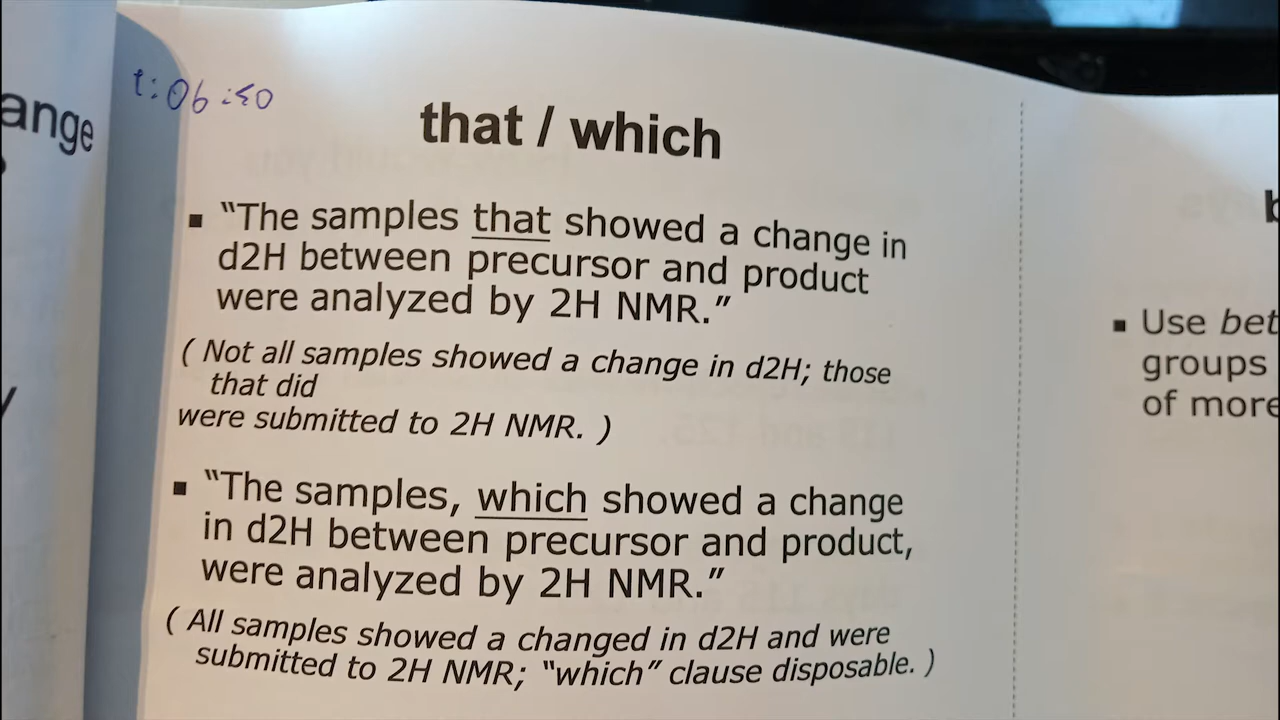 ange
1:06:50
that / which
▪ “The samples that showed a change in
d2H between precursor and product
were analyzed by 2H NMR.”
( Not all samples showed a change in d2H; those
that did
were submitted to 2H NMR. )
▪ “The samples, which showed a change
in d2H between precursor and product,
were analyzed by 2H NMR.”
( All samples showed a changed in d2H and were
submitted to 2H NMR; “which” clause disposable. )
▪ Use bet
groups
of more